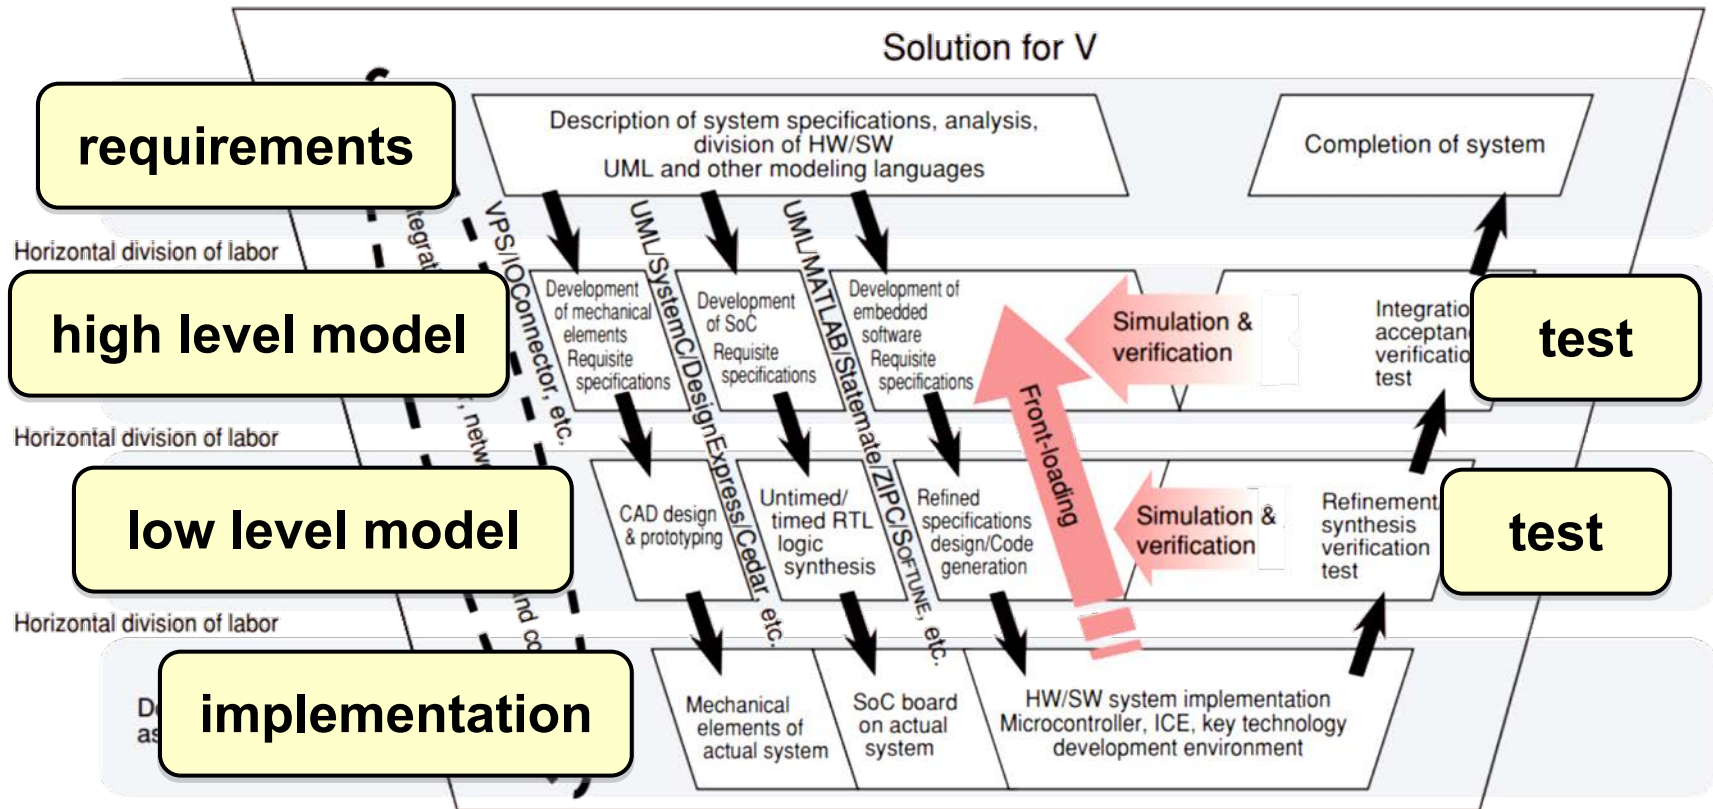 Solution for V
requirements
Description of system specifications, analysis,
division of HW/SW
UML and other modeling languages
Completion of system
Horizontal division of labor
VPS/IOConnector, etc.
UML/SystemC/DesignExpress/Cedar, etc.
UML/MATLAB/Statemate/ZIPC/SOFTUNE, etc.
high level model
Development
of mechanical
elements
Requisite
specifications
Development
of SoC
Requisite
specifications
Development of
embedded
software
Requisite
specifications
Simulation &
verification
test
test
Front-loading
Horizontal division of labor
low level model
CAD design
& prototyping
Untimed/
timed RTL
logic
synthesis
Refined
specifications
design/Code
generation
Simulation &
verification
Refinement/
synthesis
verification
test
test
Horizontal division of labor
and
implementation
Mechanical
elements of
actual system
SoC board
on actual
system
HW/SW system implementation
Microcontroller, ICE, key technology
development environment